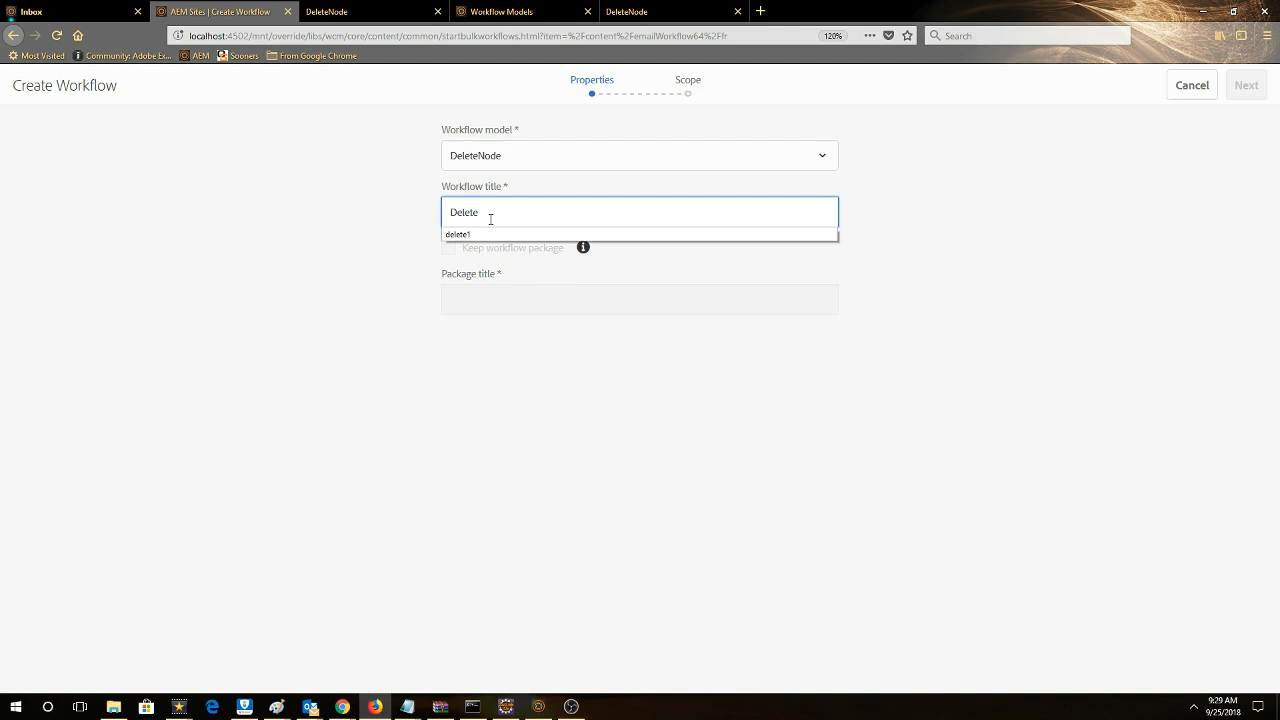 Inbox
AEM Sites | Create Workflow
DeleteNode
Workflow Models
DeleteNode
localhost:4502/mnt/override/libs/wcm/core/content/common/startbulkworkflows.html?item=%2Fcontent%2FemailWorkflow64%2Ffr
120%
Search
Most Visited
Community: Adobe Ex...
AEM
Sooners
From Google Chrome
Create Workflow
Properties
Scope
Cancel
Next
Workflow model *
DeleteNode
Workflow title *
Delete
delete1
Keep workflow package
Package title *
9:29 AM
9/25/2018